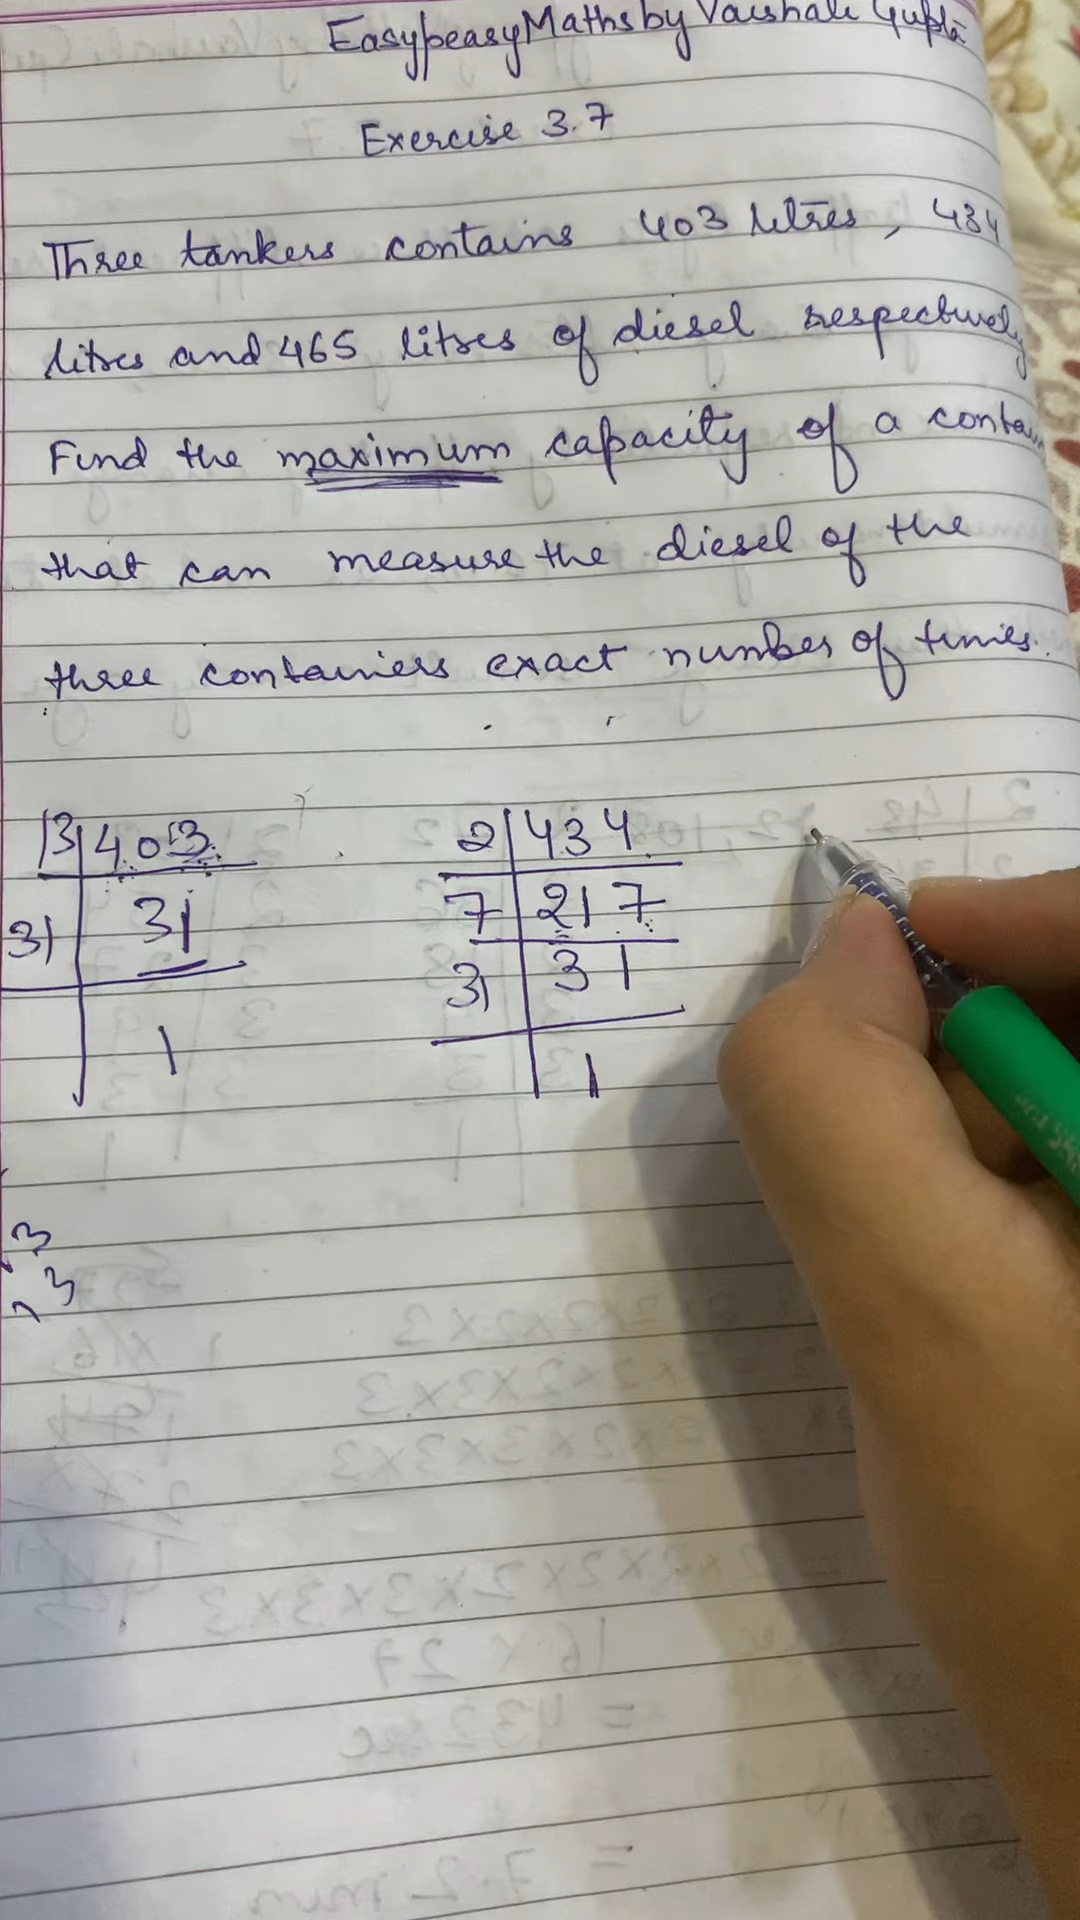 EasypeasyMaths by Vaishali Gupta
Exercise 3.7
Three tankers contains 403 litres, 434
litres and 465 litres of diesel respectively
Find the maximum capacity of a contain
that can measure the diesel of the
three containers exact number of times.
13|403 2|434
31|31 7|217
1 31|31
1